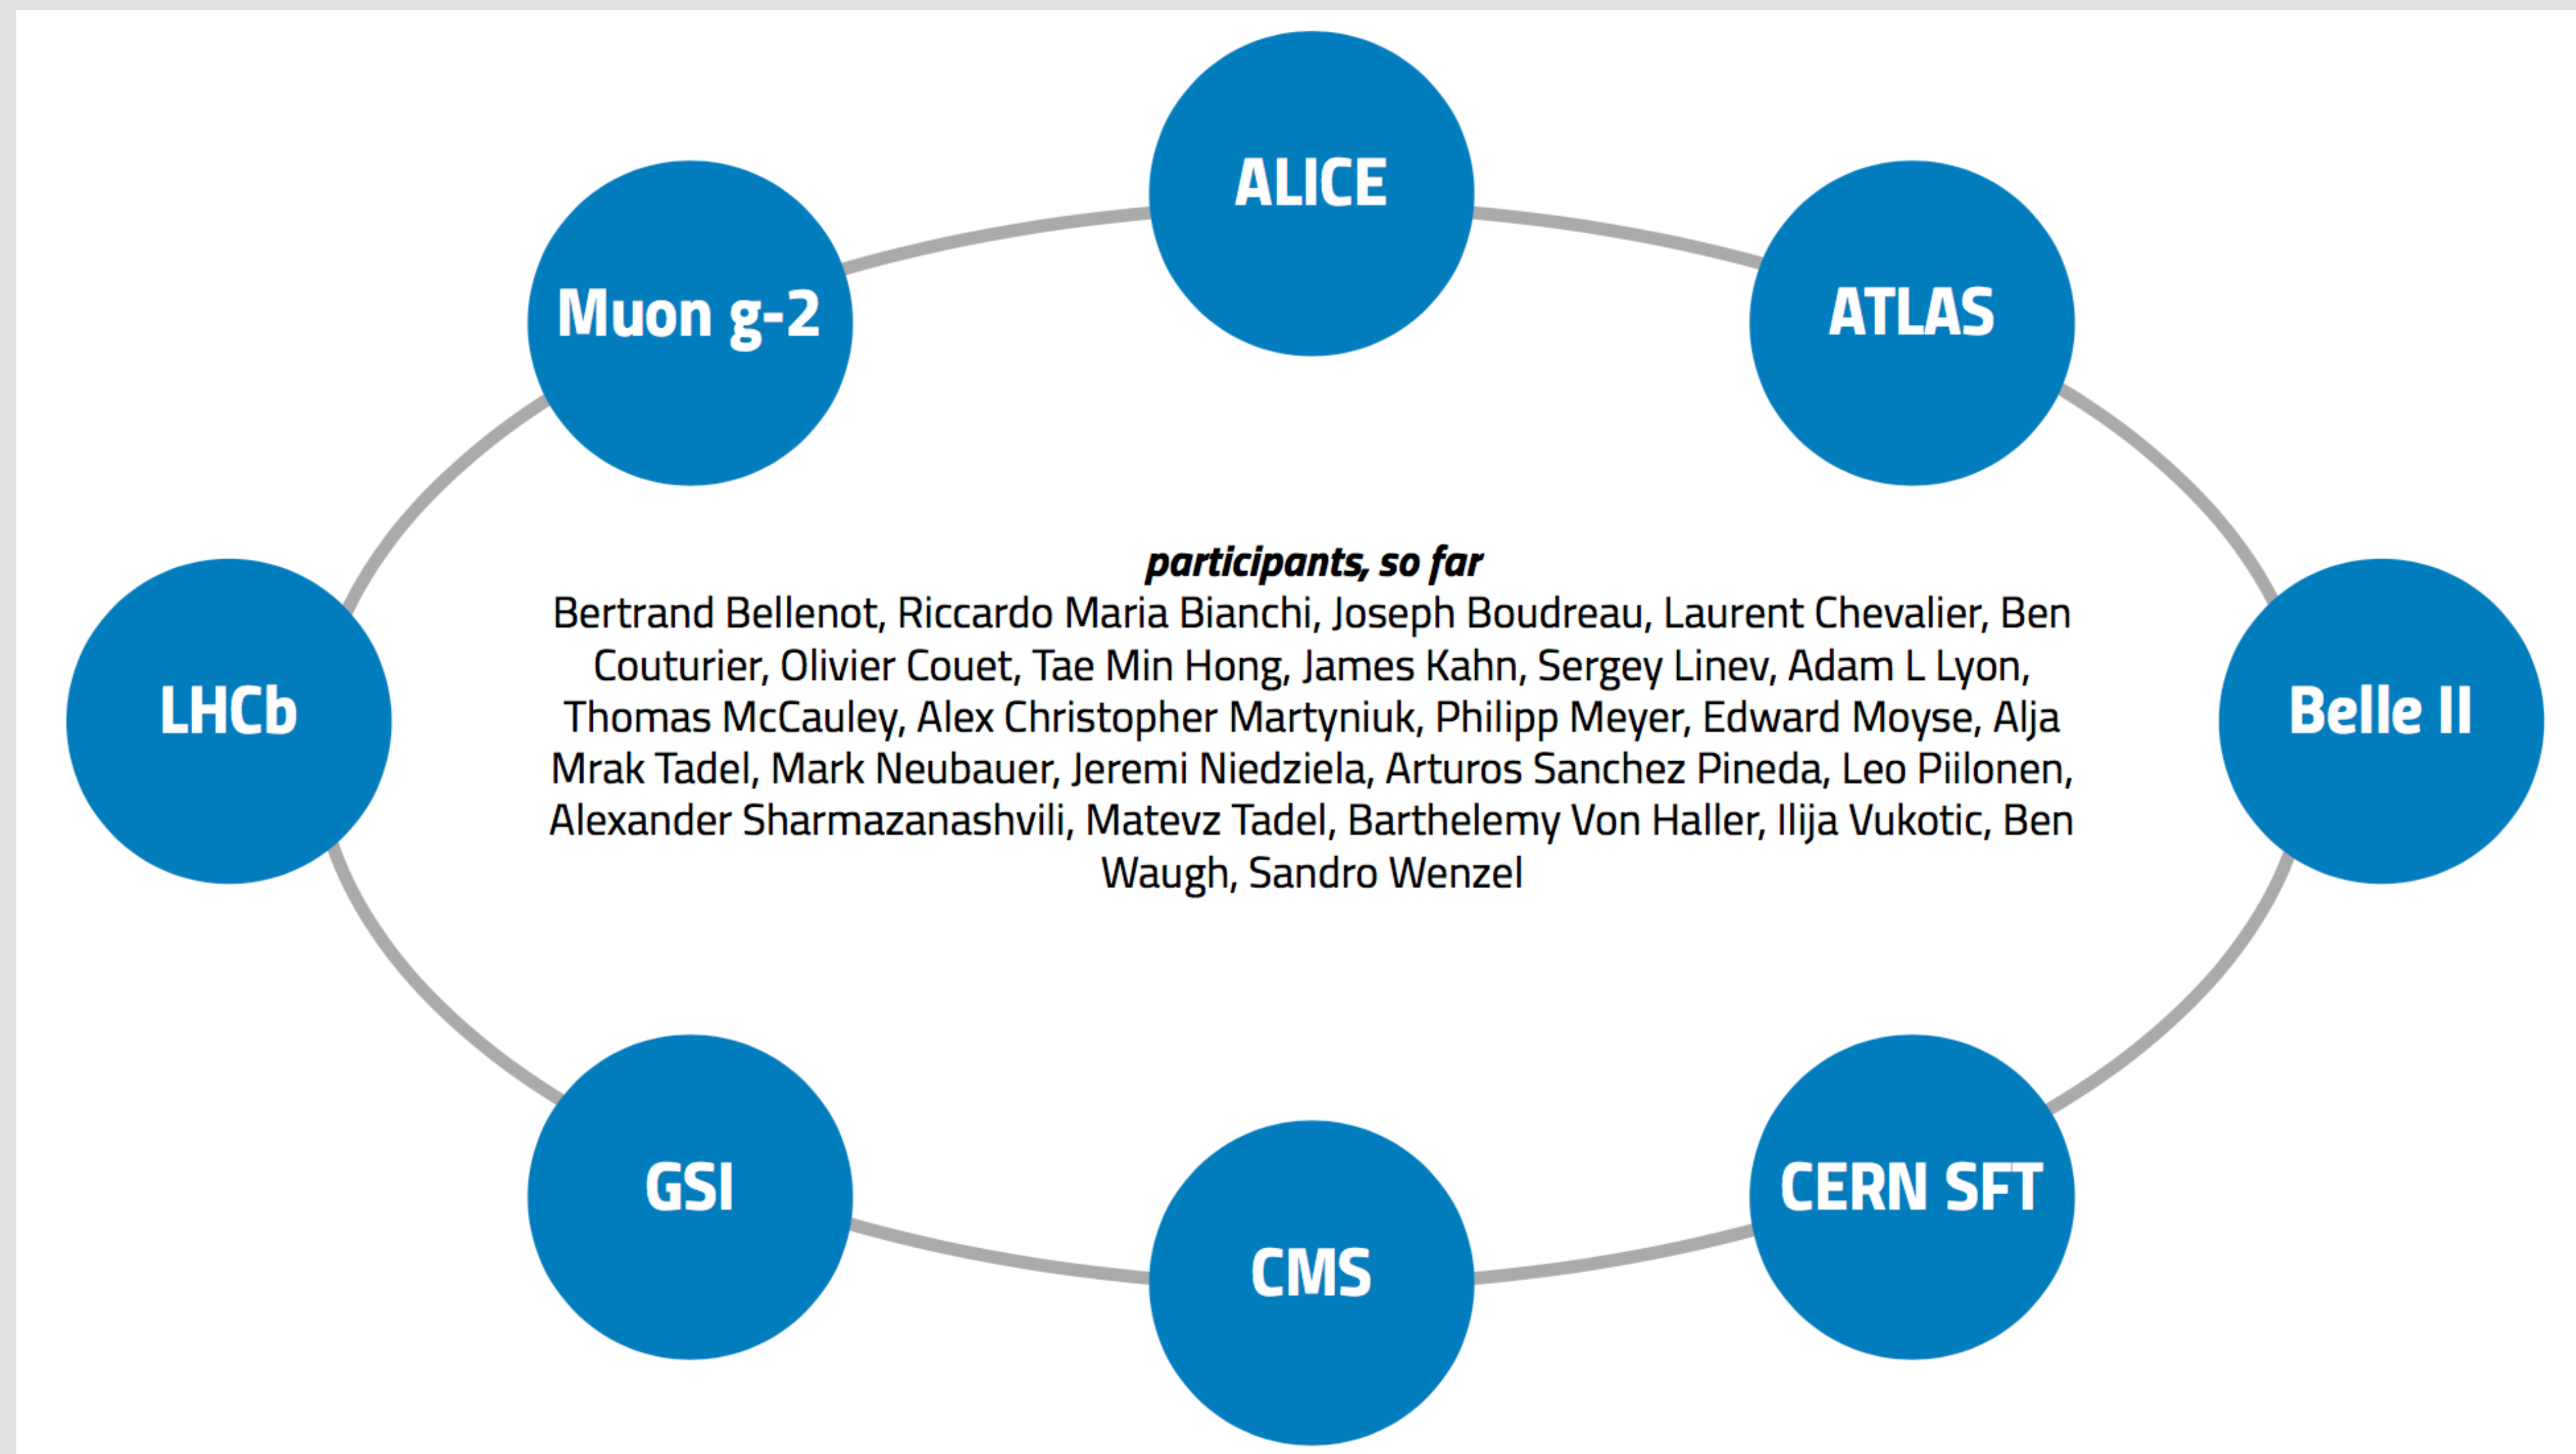 ALICE
Muon g-2
ATLAS
participants, so far
Bertrand Bellenot, Riccardo Maria Bianchi, Joseph Boudreau, Laurent Chevalier, Ben
Couturier, Olivier Couet, Tae Min Hong, James Kahn, Sergey Linev, Adam L Lyon,
Thomas McCauley, Alex Christopher Martyniuk, Philipp Meyer, Edward Moyse, Alja
Mrak Tadel, Mark Neubauer, Jeremi Niedziela, Arturos Sanchez Pineda, Leo Piilonen,
Alexander Sharmazanashvili, Matevz Tadel, Barthelemy Von Haller, Ilija Vukotic, Ben
Waugh, Sandro Wenzel
LHCb
Belle II
GSI
CERN SFT
CMS